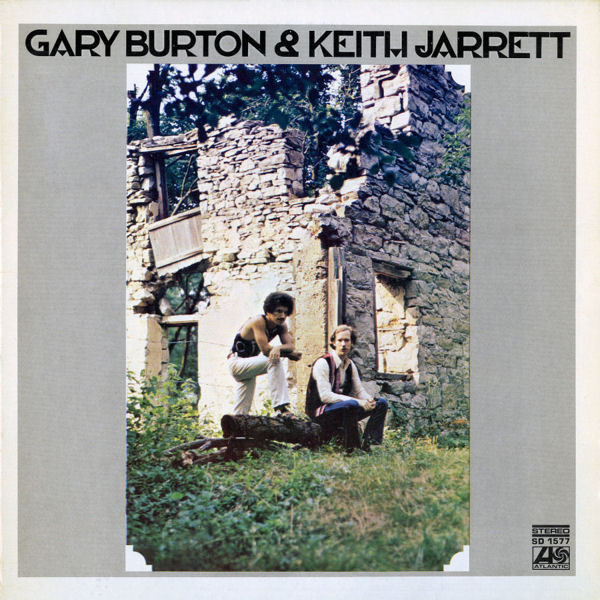 GARY BURTON & KEITH JARRETT
STEREO
SD 1577
ATLANTIC